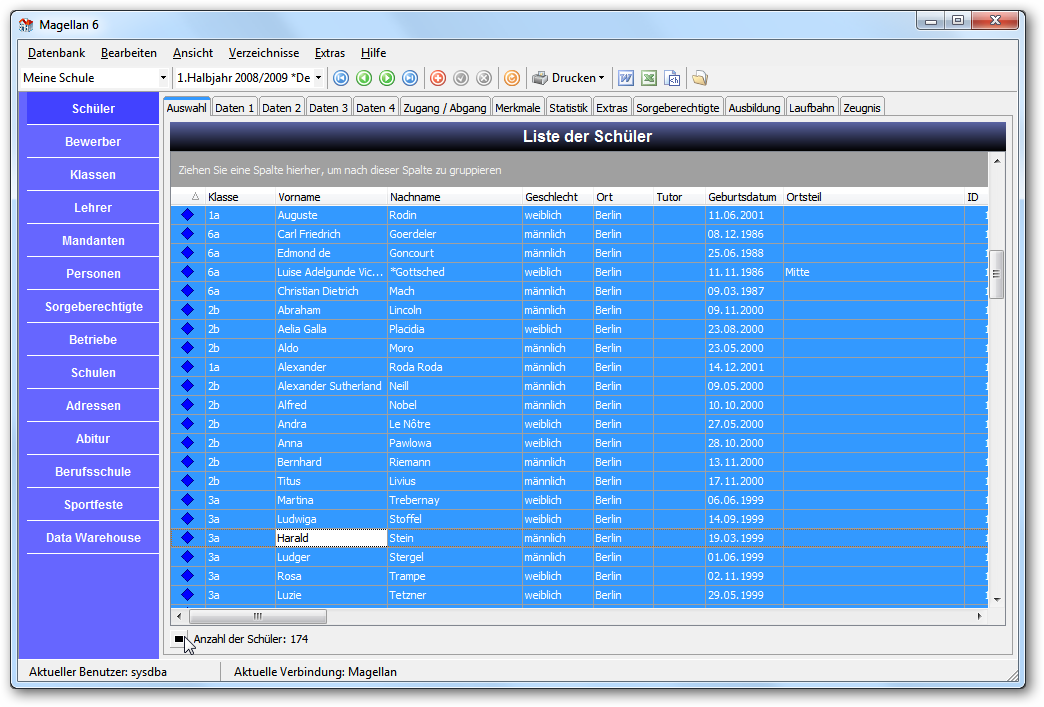 Magellan 6
Datenbank Bearbeiten Ansicht Verzeichnisse Extras Hilfe
Meine Schule 1.Halbjahr 2008/2009 *De Drucken
Schüler
Bewerber
Klassen
Lehrer
Mandanten
Personen
Sorgeberechtigte
Betriebe
Schulen
Adressen
Abitur
Berufsschule
Sportfeste
Data Warehouse
Auswahl Daten 1 Daten 2 Daten 3 Daten 4 Zugang / Abgang Merkmale Statistik Extras Sorgeberechtigte Ausbildung Laufbahn Zeugnis
Liste der Schüler
Ziehen Sie eine Spalte hierher, um nach dieser Spalte zu gruppieren
Klasse Vorname Nachname Geschlecht Ort Tutor Geburtsdatum Ortsteil ID
1a Auguste Rodin weiblich Berlin 11.06.2001 1
6a Carl Friedrich Goerdeler männlich Berlin 08.12.1986 1
6a Edmond de Goncourt männlich Berlin 25.06.1988 1
6a Luise Adelgunde Vic... *Gottsched weiblich Berlin 11.11.1986 Mitte 1
6a Christian Dietrich Mach männlich Berlin 09.03.1987 1
2b Abraham Lincoln männlich Berlin 09.11.2000 1
2b Aelia Galla Placidia weiblich Berlin 23.08.2000 1
2b Aldo Moro männlich Berlin 23.05.2000 1
1a Alexander Roda Roda männlich Berlin 14.12.2001 1
2b Alexander Sutherland Neill männlich Berlin 09.05.2000 1
2b Alfred Nobel männlich Berlin 10.10.2000 1
2b Andra Le Nôtre weiblich Berlin 27.05.2000 1
2b Anna Pawlowa weiblich Berlin 28.10.2000 1
2b Bernhard Riemann männlich Berlin 13.11.2000 1
2b Titus Livius männlich Berlin 17.11.2000 1
3a Martina Trebernay weiblich Berlin 06.06.1999 1
3a Ludwiga Stoffel weiblich Berlin 14.09.1999 1
3a Harald Stein männlich Berlin 19.03.1999 1
3a Ludger Stergel männlich Berlin 01.06.1999 1
3a Rosa Trampe weiblich Berlin 02.11.1999 1
3a Luzie Tetzner weiblich Berlin 29.05.1999 1
Anzahl der Schüler: 174
Aktueller Benutzer: sysdba Aktuelle Verbindung: Magellan